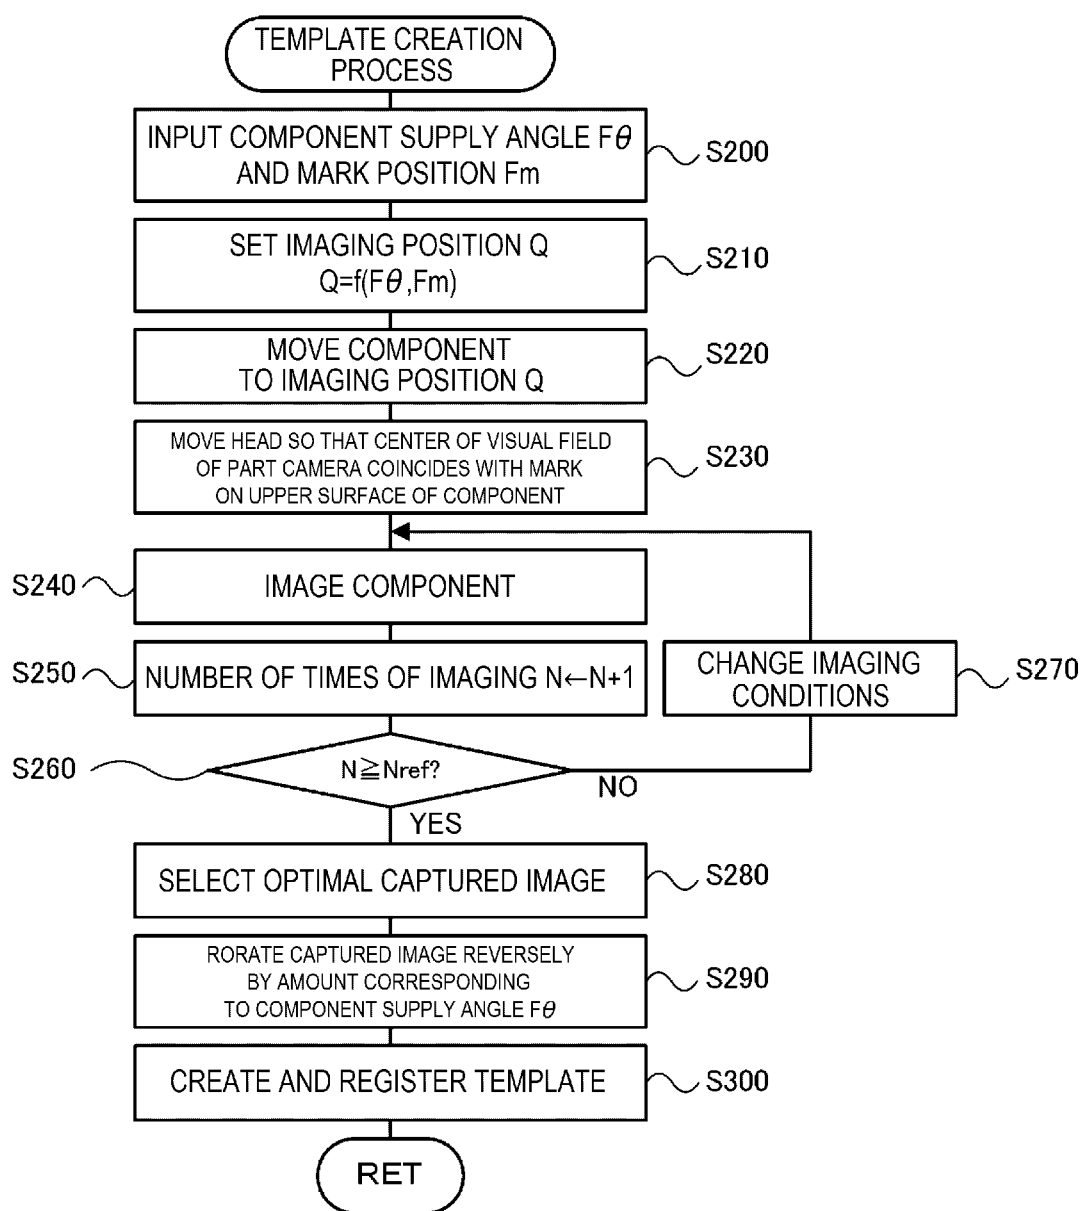 TEMPLATE CREATION
PROCESS
INPUT COMPONENT SUPPLY ANGLE Fθ
AND MARK POSITION Fm
S200
SET IMAGING POSITION Q
Q=f(Fθ,Fm)
S210
MOVE COMPONENT
TO IMAGING POSITION Q
S220
MOVE HEAD SO THAT CENTER OF VISUAL FIELD
OF PART CAMERA COINCIDES WITH MARK
ON UPPER SURFACE OF COMPONENT
S230
S240
IMAGE COMPONENT
S250
NUMBER OF TIMES OF IMAGING N←N+1
CHANGE IMAGING
CONDITIONS
S270
S260
N≧Nref?
NO
YES
SELECT OPTIMAL CAPTURED IMAGE
S280
RORATE CAPTURED IMAGE REVERSELY
BY AMOUNT CORRESPONDING
TO COMPONENT SUPPLY ANGLE Fθ
S290
CREATE AND REGISTER TEMPLATE
S300
RET